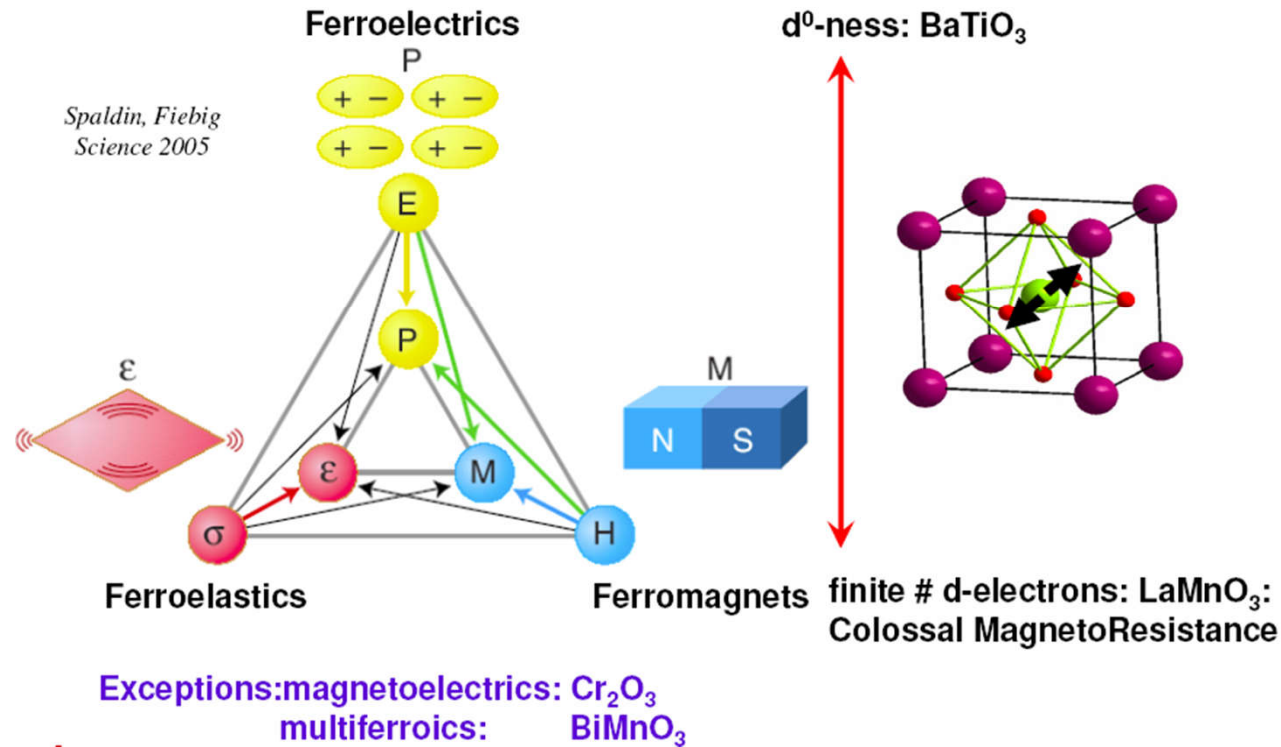 Ferroelectrics
P
+ − + −
+ − + −
Spaldin, Fiebig
Science 2005
E
P
ε
ε
M
σ
H
M
N S
Ferroelastics
Ferromagnets
d⁰-ness: BaTiO₃
finite # d-electrons: LaMnO₃:
Colossal MagnetoResistance
Exceptions:magnetoelectrics: Cr₂O₃
multiferroics: BiMnO₃